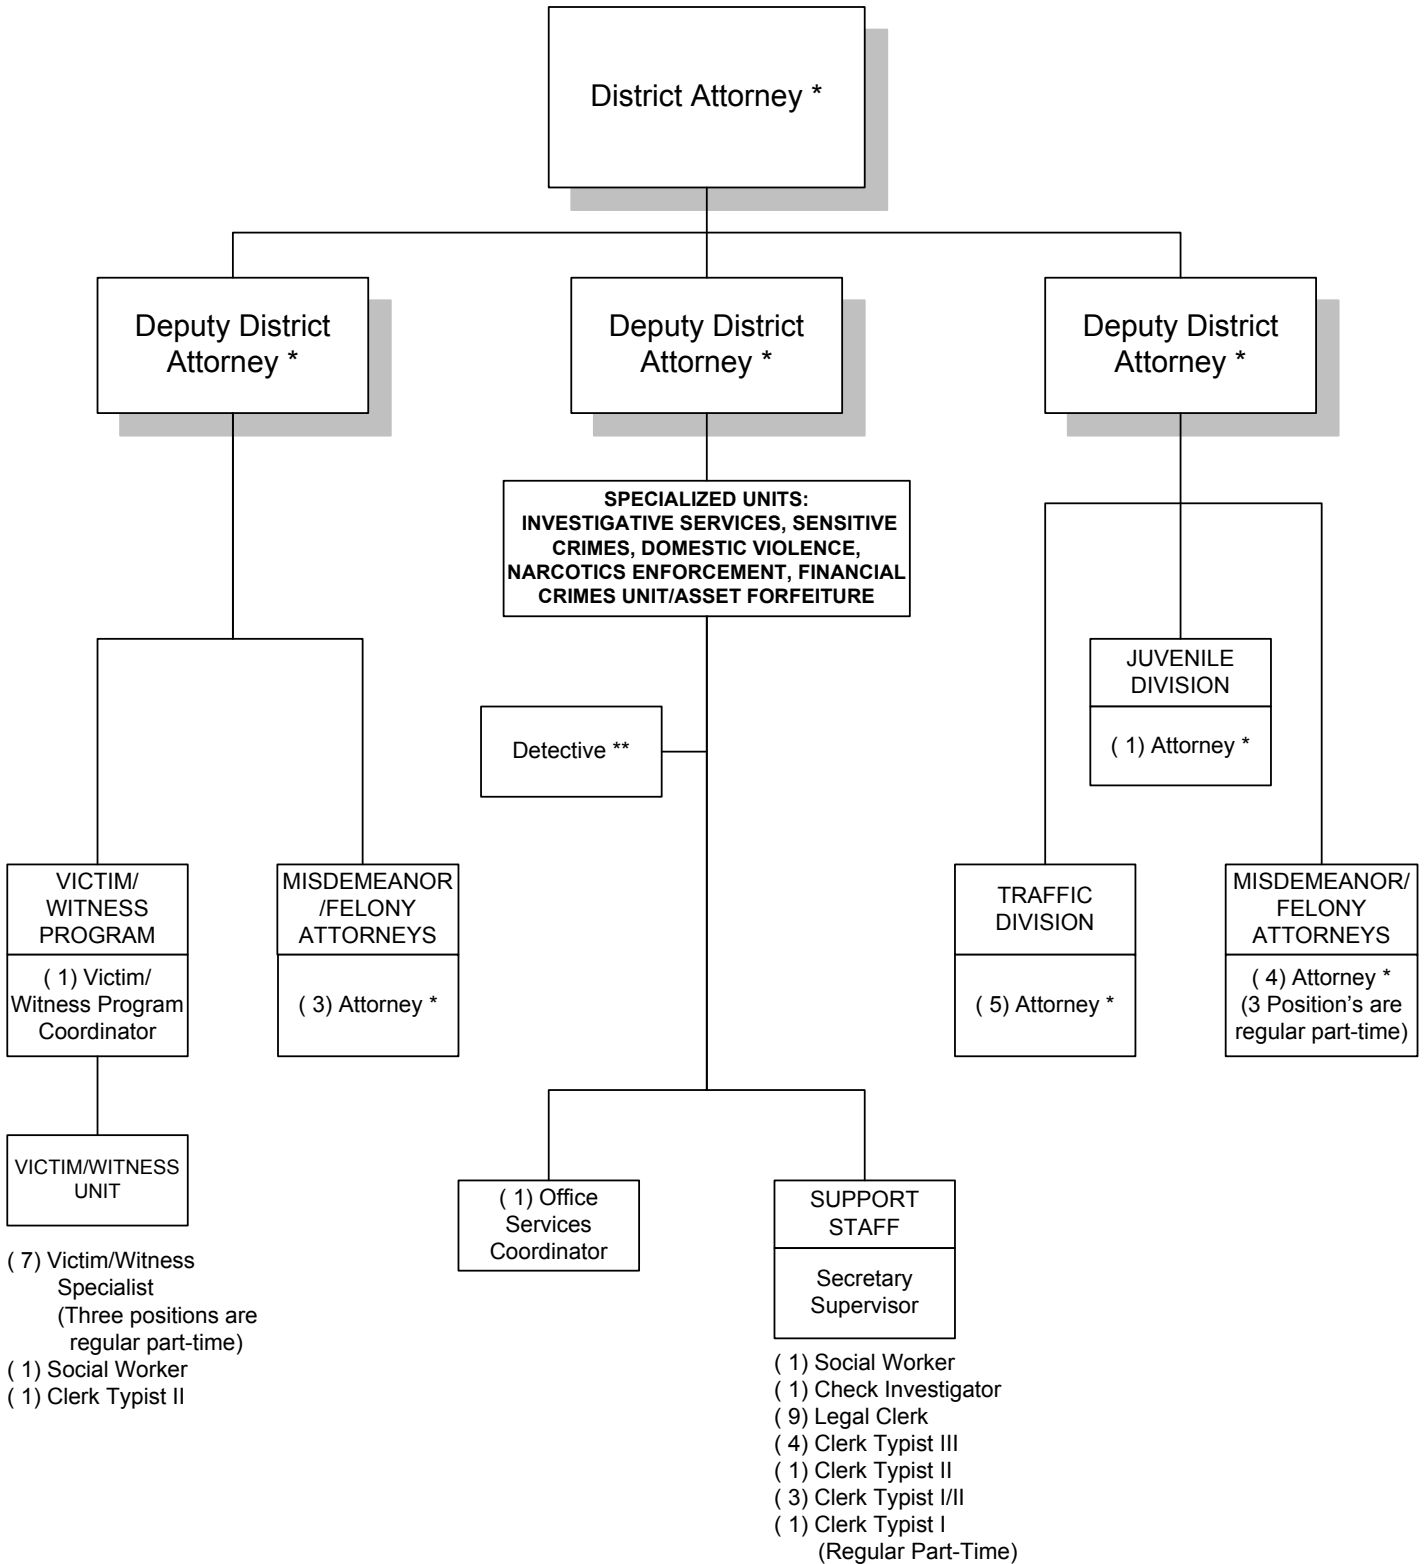 District Attorney *
Deputy District
Attorney *
Deputy District
Attorney *
Deputy District
Attorney *
SPECIALIZED UNITS:
INVESTIGATIVE SERVICES, SENSITIVE
CRIMES, DOMESTIC VIOLENCE,
NARCOTICS ENFORCEMENT, FINANCIAL
CRIMES UNIT/ASSET FORFEITURE
JUVENILE
DIVISION
( 1) Attorney *
Detective **
VICTIM/
WITNESS
PROGRAM
( 1) Victim/
Witness Program
Coordinator
MISDEMEANOR
/FELONY
ATTORNEYS
( 3) Attorney *
TRAFFIC
DIVISION
( 5) Attorney *
MISDEMEANOR/
FELONY
ATTORNEYS
( 4) Attorney *
(3 Position’s are
regular part-time)
VICTIM/WITNESS
UNIT
( 7) Victim/Witness
Specialist
(Three positions are
regular part-time)
( 1) Social Worker
( 1) Clerk Typist II
( 1) Office
Services
Coordinator
SUPPORT
STAFF
Secretary
Supervisor
( 1) Social Worker
( 1) Check Investigator
( 9) Legal Clerk
( 4) Clerk Typist III
( 1) Clerk Typist II
( 3) Clerk Typist I/II
( 1) Clerk Typist I
(Regular Part-Time)